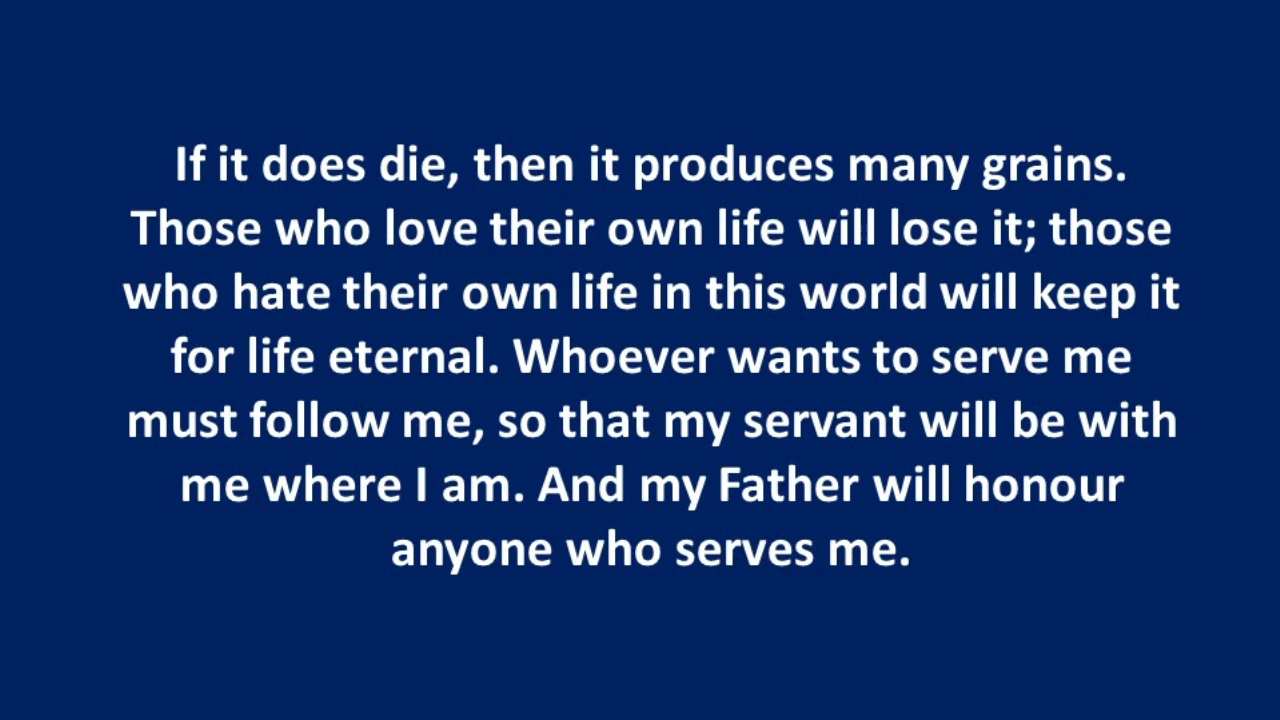 If it does die, then it produces many grains.
Those who love their own life will lose it; those
who hate their own life in this world will keep it
for life eternal. Whoever wants to serve me
must follow me, so that my servant will be with
me where I am. And my Father will honour
anyone who serves me.